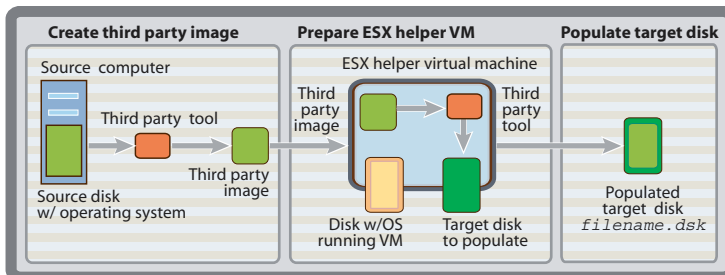 Create third party image
Source computer
Third party tool
Third party
image
Source disk
w/ operating system
Prepare ESX helper VM
ESX helper virtual machine
Third
party
image
Third
party
tool
Disk w/OS
running VM
Target disk
to populate
Populate target disk
Populated
target disk
filename.dsk